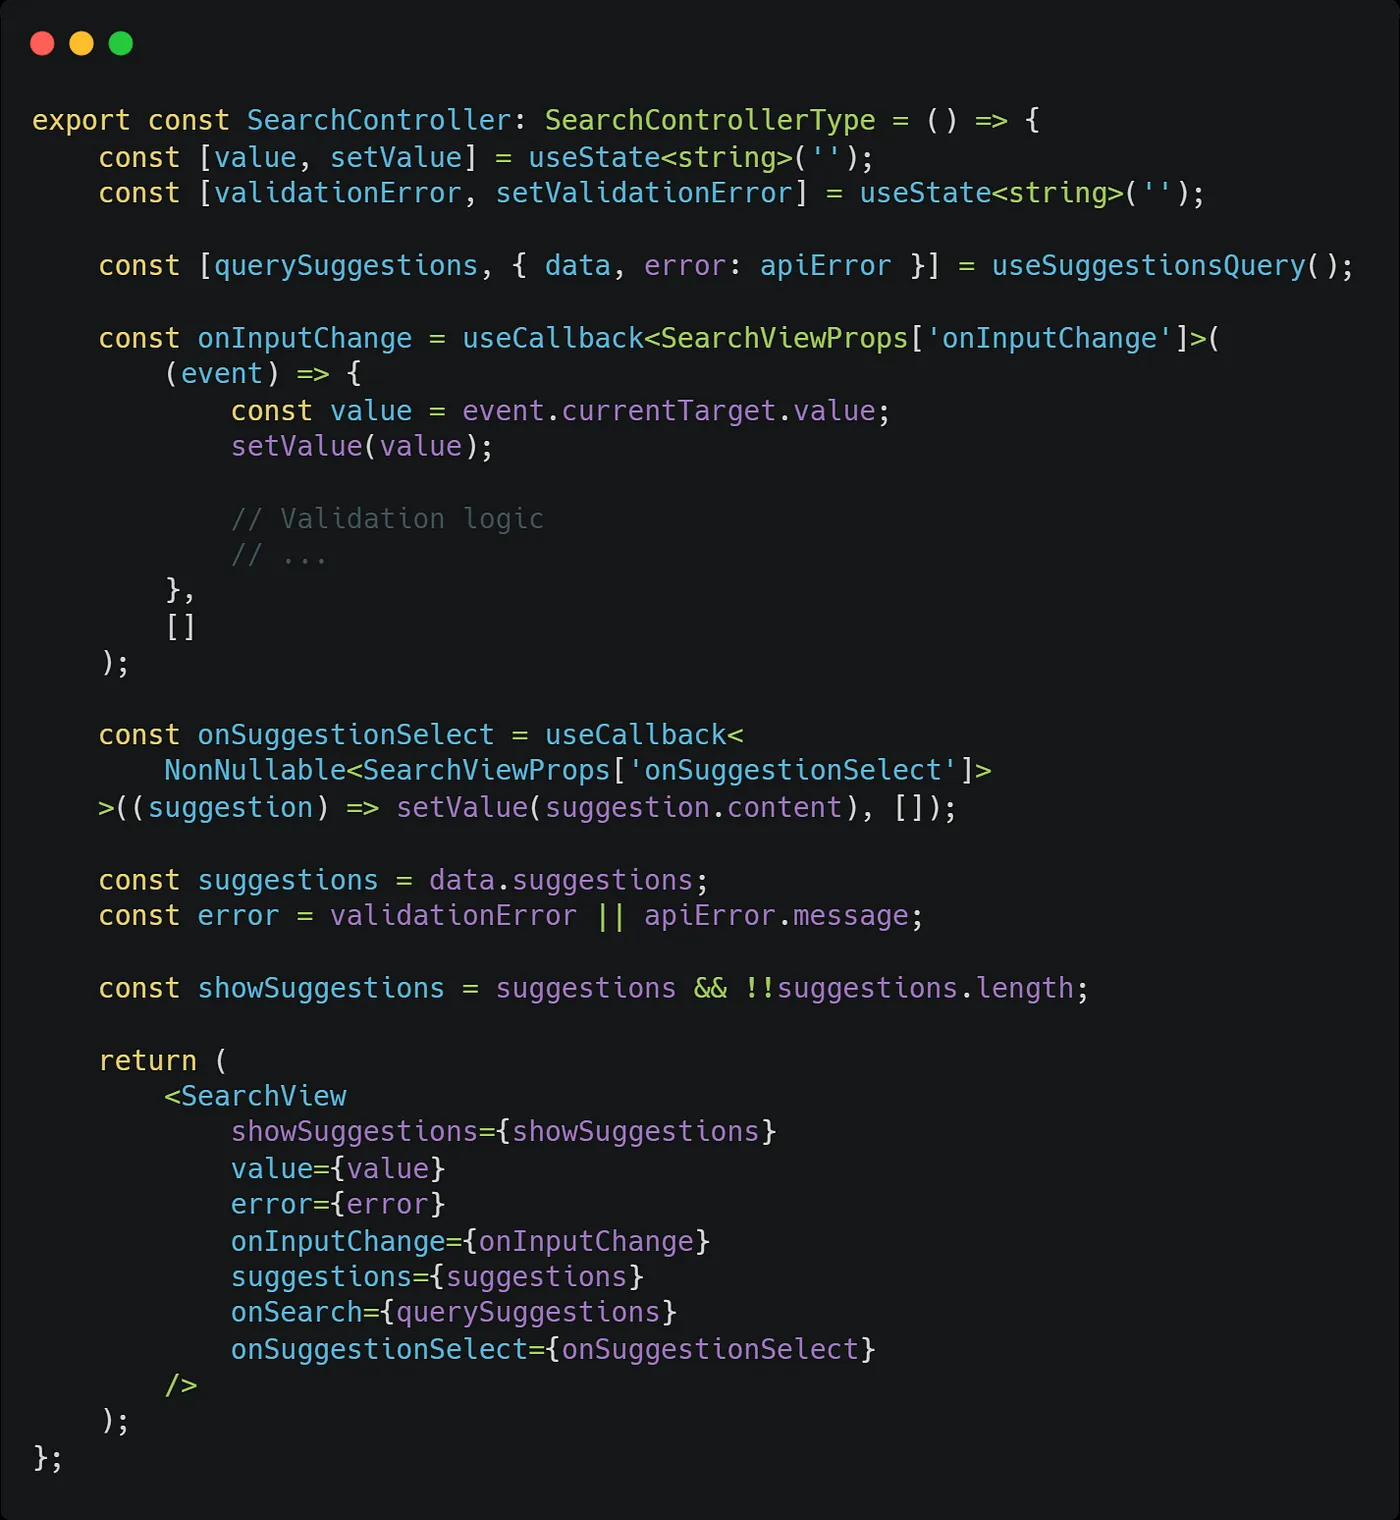 export const SearchController: SearchControllerType = () => {
    const [value, setValue] = useState<string>('');
    const [validationError, setValidationError] = useState<string>('');

    const [querySuggestions, { data, error: apiError }] = useSuggestionsQuery();

    const onInputChange = useCallback<SearchViewProps['onInputChange']>(
        (event) => {
            const value = event.currentTarget.value;
            setValue(value);

            // Validation logic
            // ...
        },
        []
    );

    const onSuggestionSelect = useCallback<
        NonNullable<SearchViewProps['onSuggestionSelect']>
    >((suggestion) => setValue(suggestion.content), []);

    const suggestions = data.suggestions;
    const error = validationError || apiError.message;

    const showSuggestions = suggestions && !!suggestions.length;

    return (
        <SearchView
            showSuggestions={showSuggestions}
            value={value}
            error={error}
            onInputChange={onInputChange}
            suggestions={suggestions}
            onSearch={querySuggestions}
            onSuggestionSelect={onSuggestionSelect}
        />
    );
};